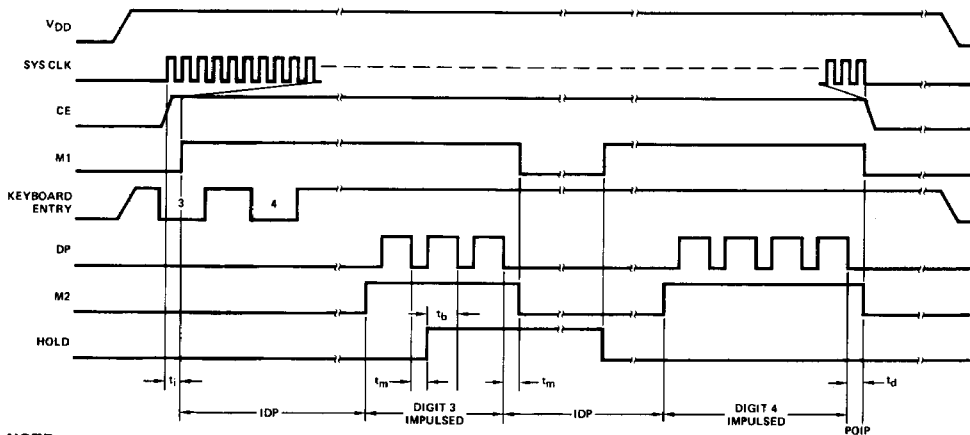 VDD
SYS CLK
CE
M1
KEYBOARD
ENTRY
3
4
DP
M2
tb
HOLD
ti
tm
tm
td
IDP
DIGIT 3
IMPULSED
IDP
DIGIT 4
IMPULSED
POIP